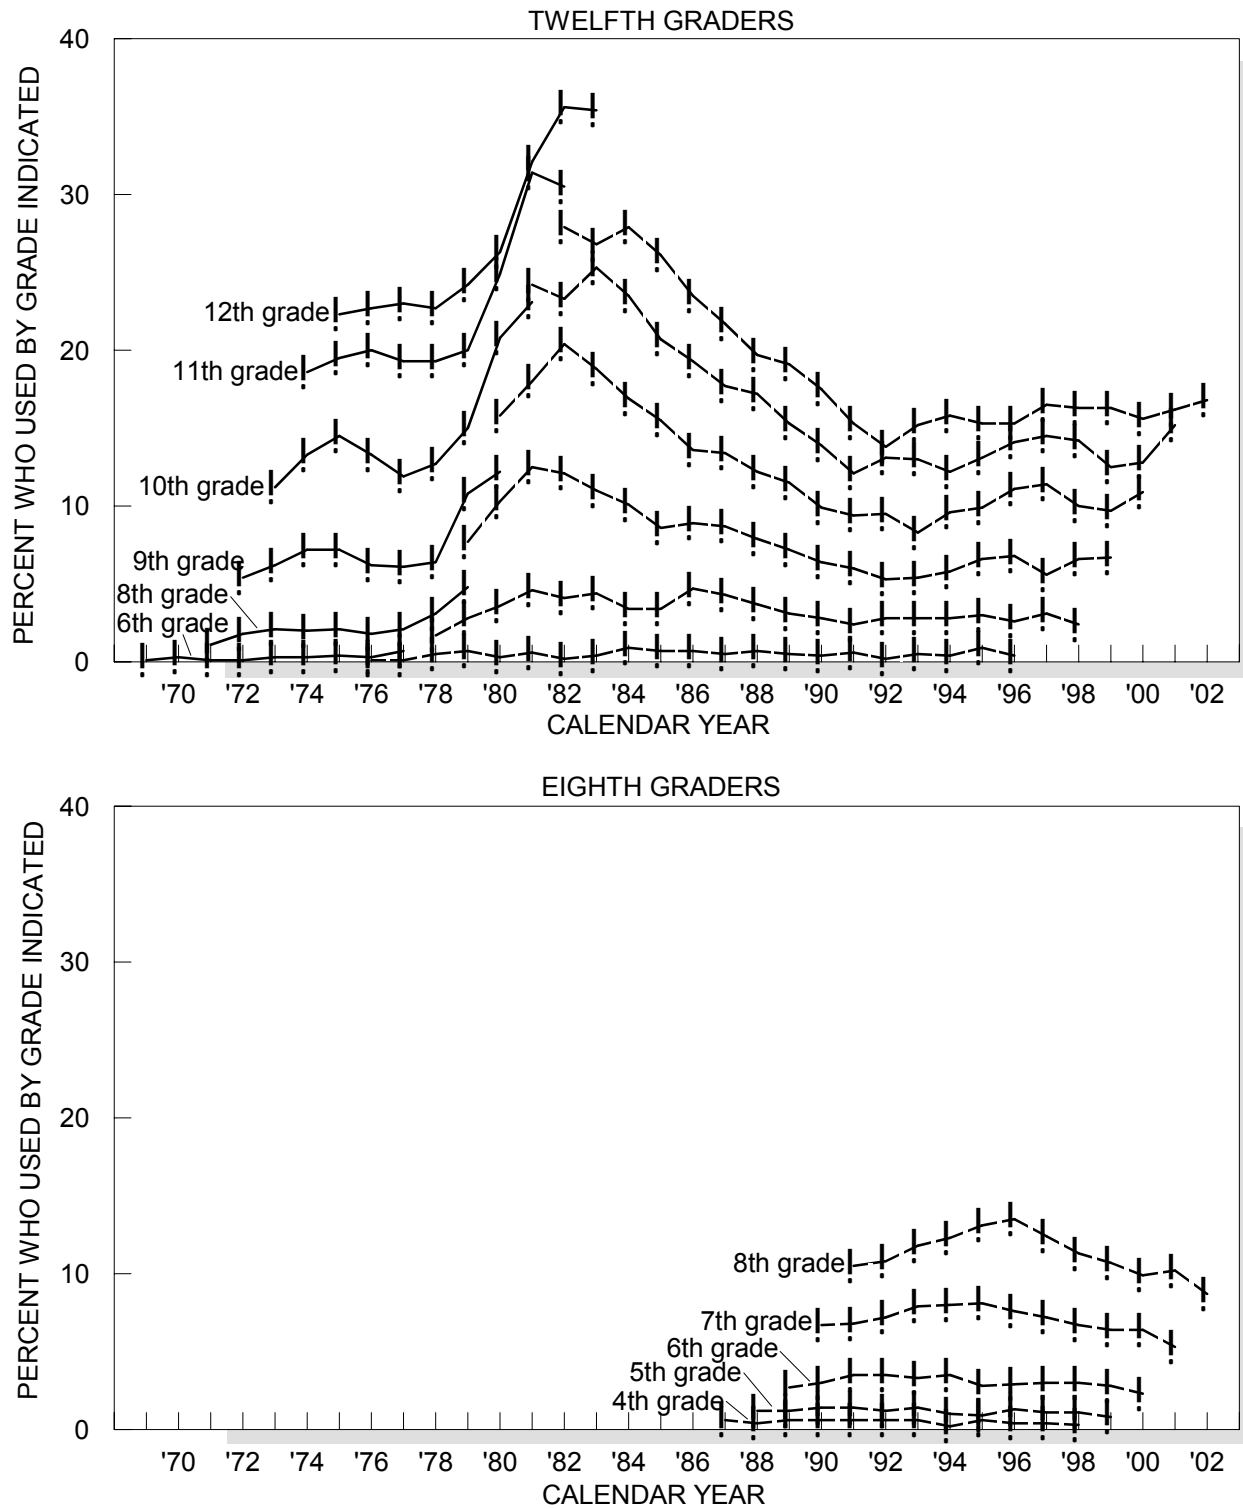 TWELFTH GRADERS
PERCENT WHO USED BY GRADE INDICATED
40
30
20
10
0
12th grade
11th grade
10th grade
9th grade
8th grade
6th grade
'70 '72 '74 '76 '78 '80 '82 '84 '86 '88 '90 '92 '94 '96 '98 '00 '02
CALENDAR YEAR
EIGHTH GRADERS
PERCENT WHO USED BY GRADE INDICATED
40
30
20
10
0
8th grade
7th grade
6th grade
5th grade
4th grade
'70 '72 '74 '76 '78 '80 '82 '84 '86 '88 '90 '92 '94 '96 '98 '00 '02
CALENDAR YEAR